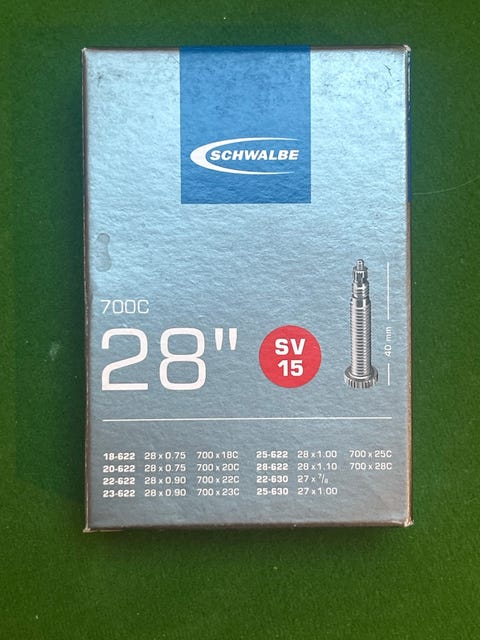 SCHWALBE
700C
28"
SV
15
40 mm
18-622 28 x 0.75 700 x 18C 25-622 28 x 1.00 700 x 25C
20-622 28 x 0.75 700 x 20C 28-622 28 x 1.10 700 x 28C
22-622 28 x 0.90 700 x 22C 22-630 27 x 7/8
23-622 28 x 0.90 700 x 23C 25-630 27 x 1.00